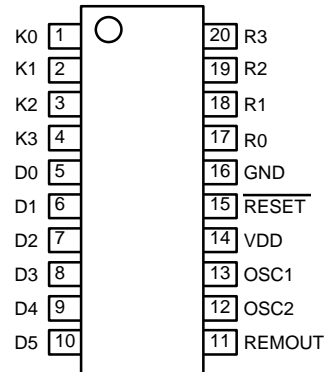 K0 1 20 R3
K1 2 19 R2
K2 3 18 R1
K3 4 17 R0
D0 5 16 GND
D1 6 15 RESET
D2 7 14 VDD
D3 8 13 OSC1
D4 9 12 OSC2
D5 10 11 REMOUT